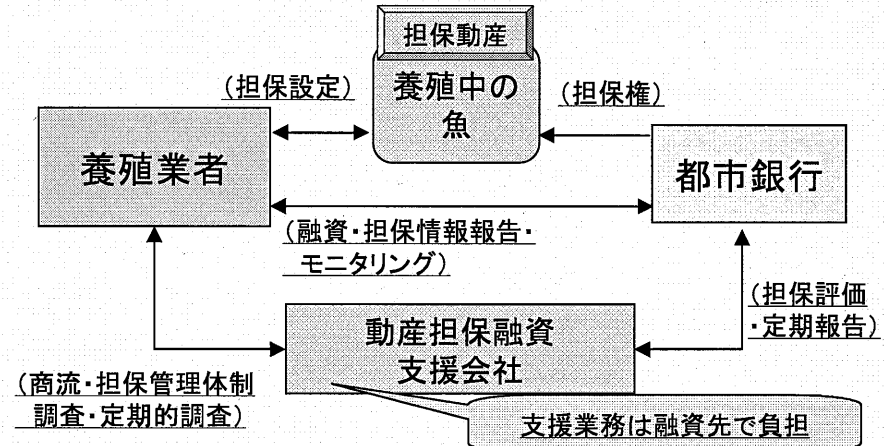 担保動産
養殖中の
魚
(担保設定)
(担保権)
養殖業者
都市銀行
(融資・担保情報報告・
モニタリング)
(担保評価
・定期報告)
動産担保融資
支援会社
(商流・担保管理体制
調査・定期的調査)
支援業務は融資先で負担